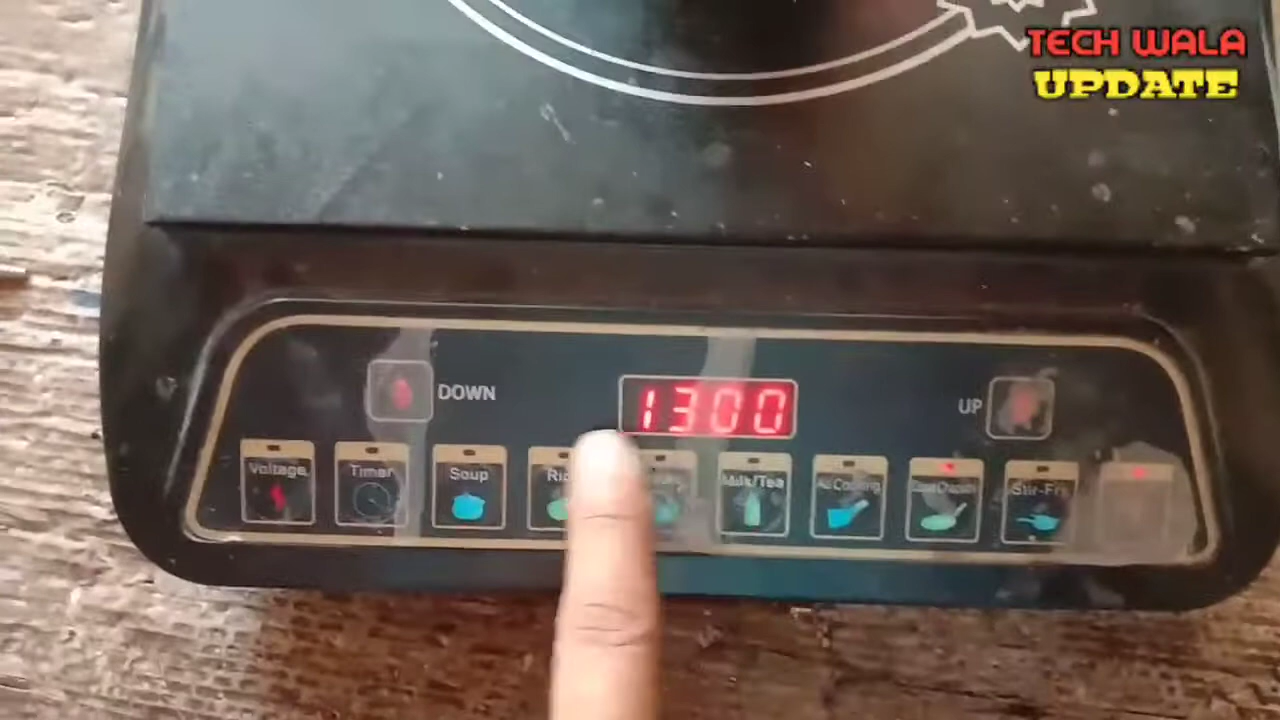 TECH WALA
UPDATE
DOWN
1300
UP
Voltage
Timer
Soup
Milk/Tea
Stir-Fry